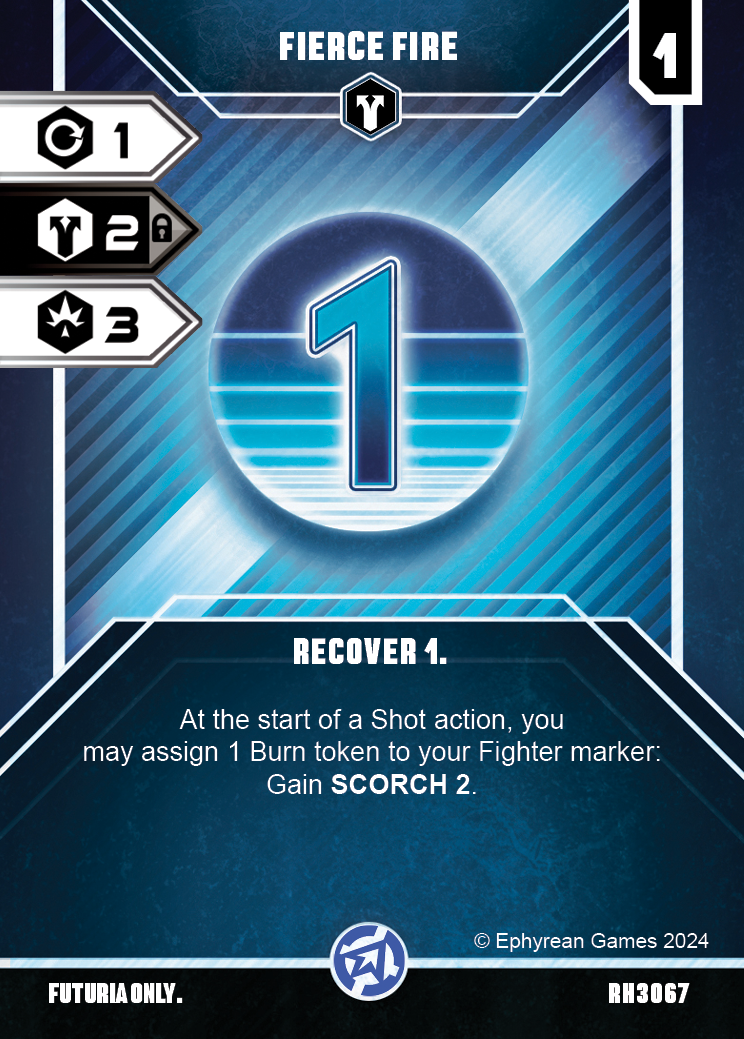 FIERCE FIRE
1
1
2
3
1
RECOVER 1.
At the start of a Shot action, you
may assign 1 Burn token to your Fighter marker:
Gain SCORCH 2.
© Ephyrean Games 2024
FUTURIA ONLY.
RH3067